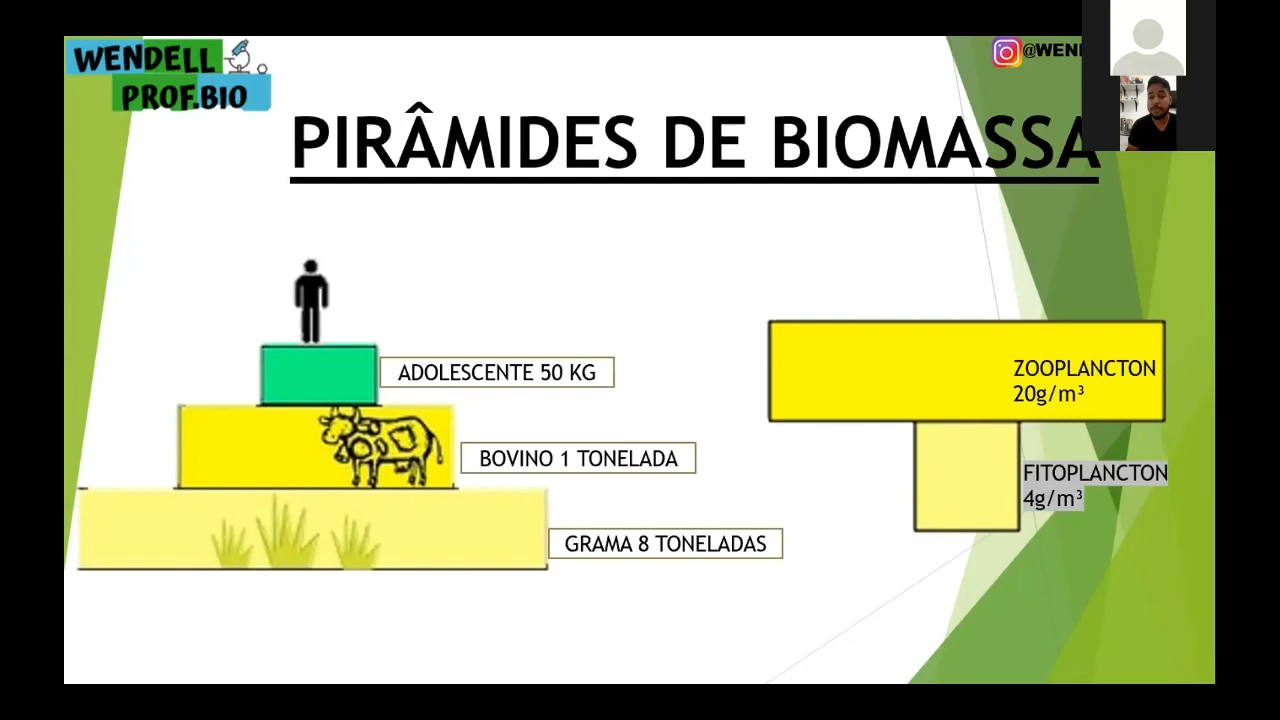 WENDELL
PROF.BIO
@WEN
PIRÂMIDES DE BIOMASSA
ADOLESCENTE 50 KG
BOVINO 1 TONELADA
GRAMA 8 TONELADAS
ZOOPLANCTON
20g/m³
FITOPLANCTON
4g/m³